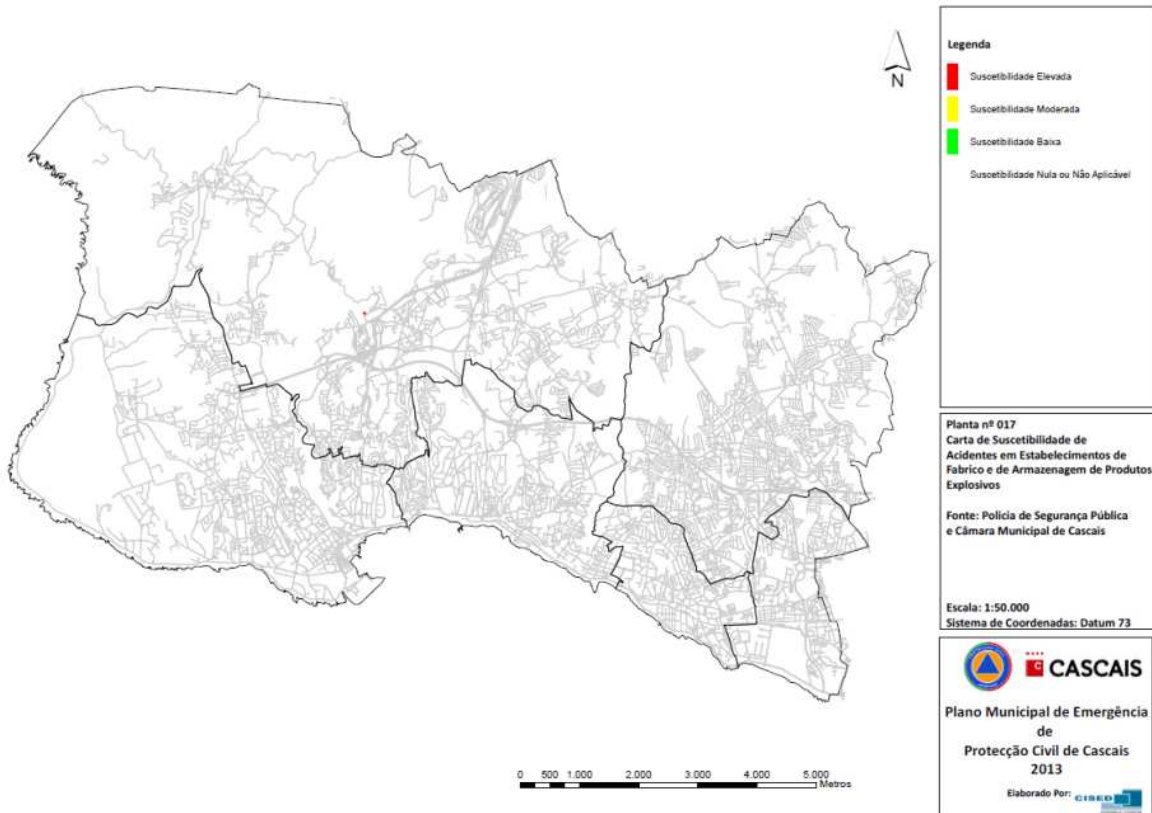 N
Legenda
Suscetibilidade Elevada
Suscetibilidade Moderada
Suscetibilidade Baixa
Suscetibilidade Nula ou Não Aplicável
Planta nº 017
Carta de Suscetibilidade de
Acidentes em Estabelecimentos de
Fabrico e de Armazenagem de Produtos
Explosivos
Fonte: Policia de Segurança Pública
e Câmara Municipal de Cascais
Escala: 1:50.000
Sistema de Coordenadas: Datum 73
C CASCAIS
Plano Municipal de Emergência
de
Protecção Civil de Cascais
2013
Elaborado Por: CISED
0 500 1.000 2.000 3.000 4.000 5.000
Metros